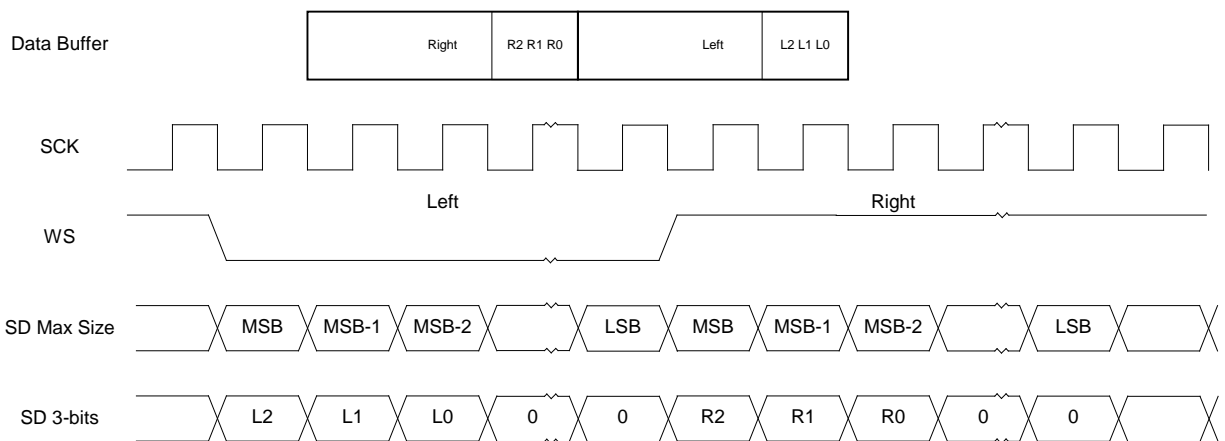 Data Buffer Right R2 R1 R0 Left L2 L1 L0
SCK
Left Right
WS
SD Max Size MSB MSB-1 MSB-2 LSB MSB MSB-1 MSB-2 LSB
SD 3-bits L2 L1 L0 0 0 R2 R1 R0 0 0